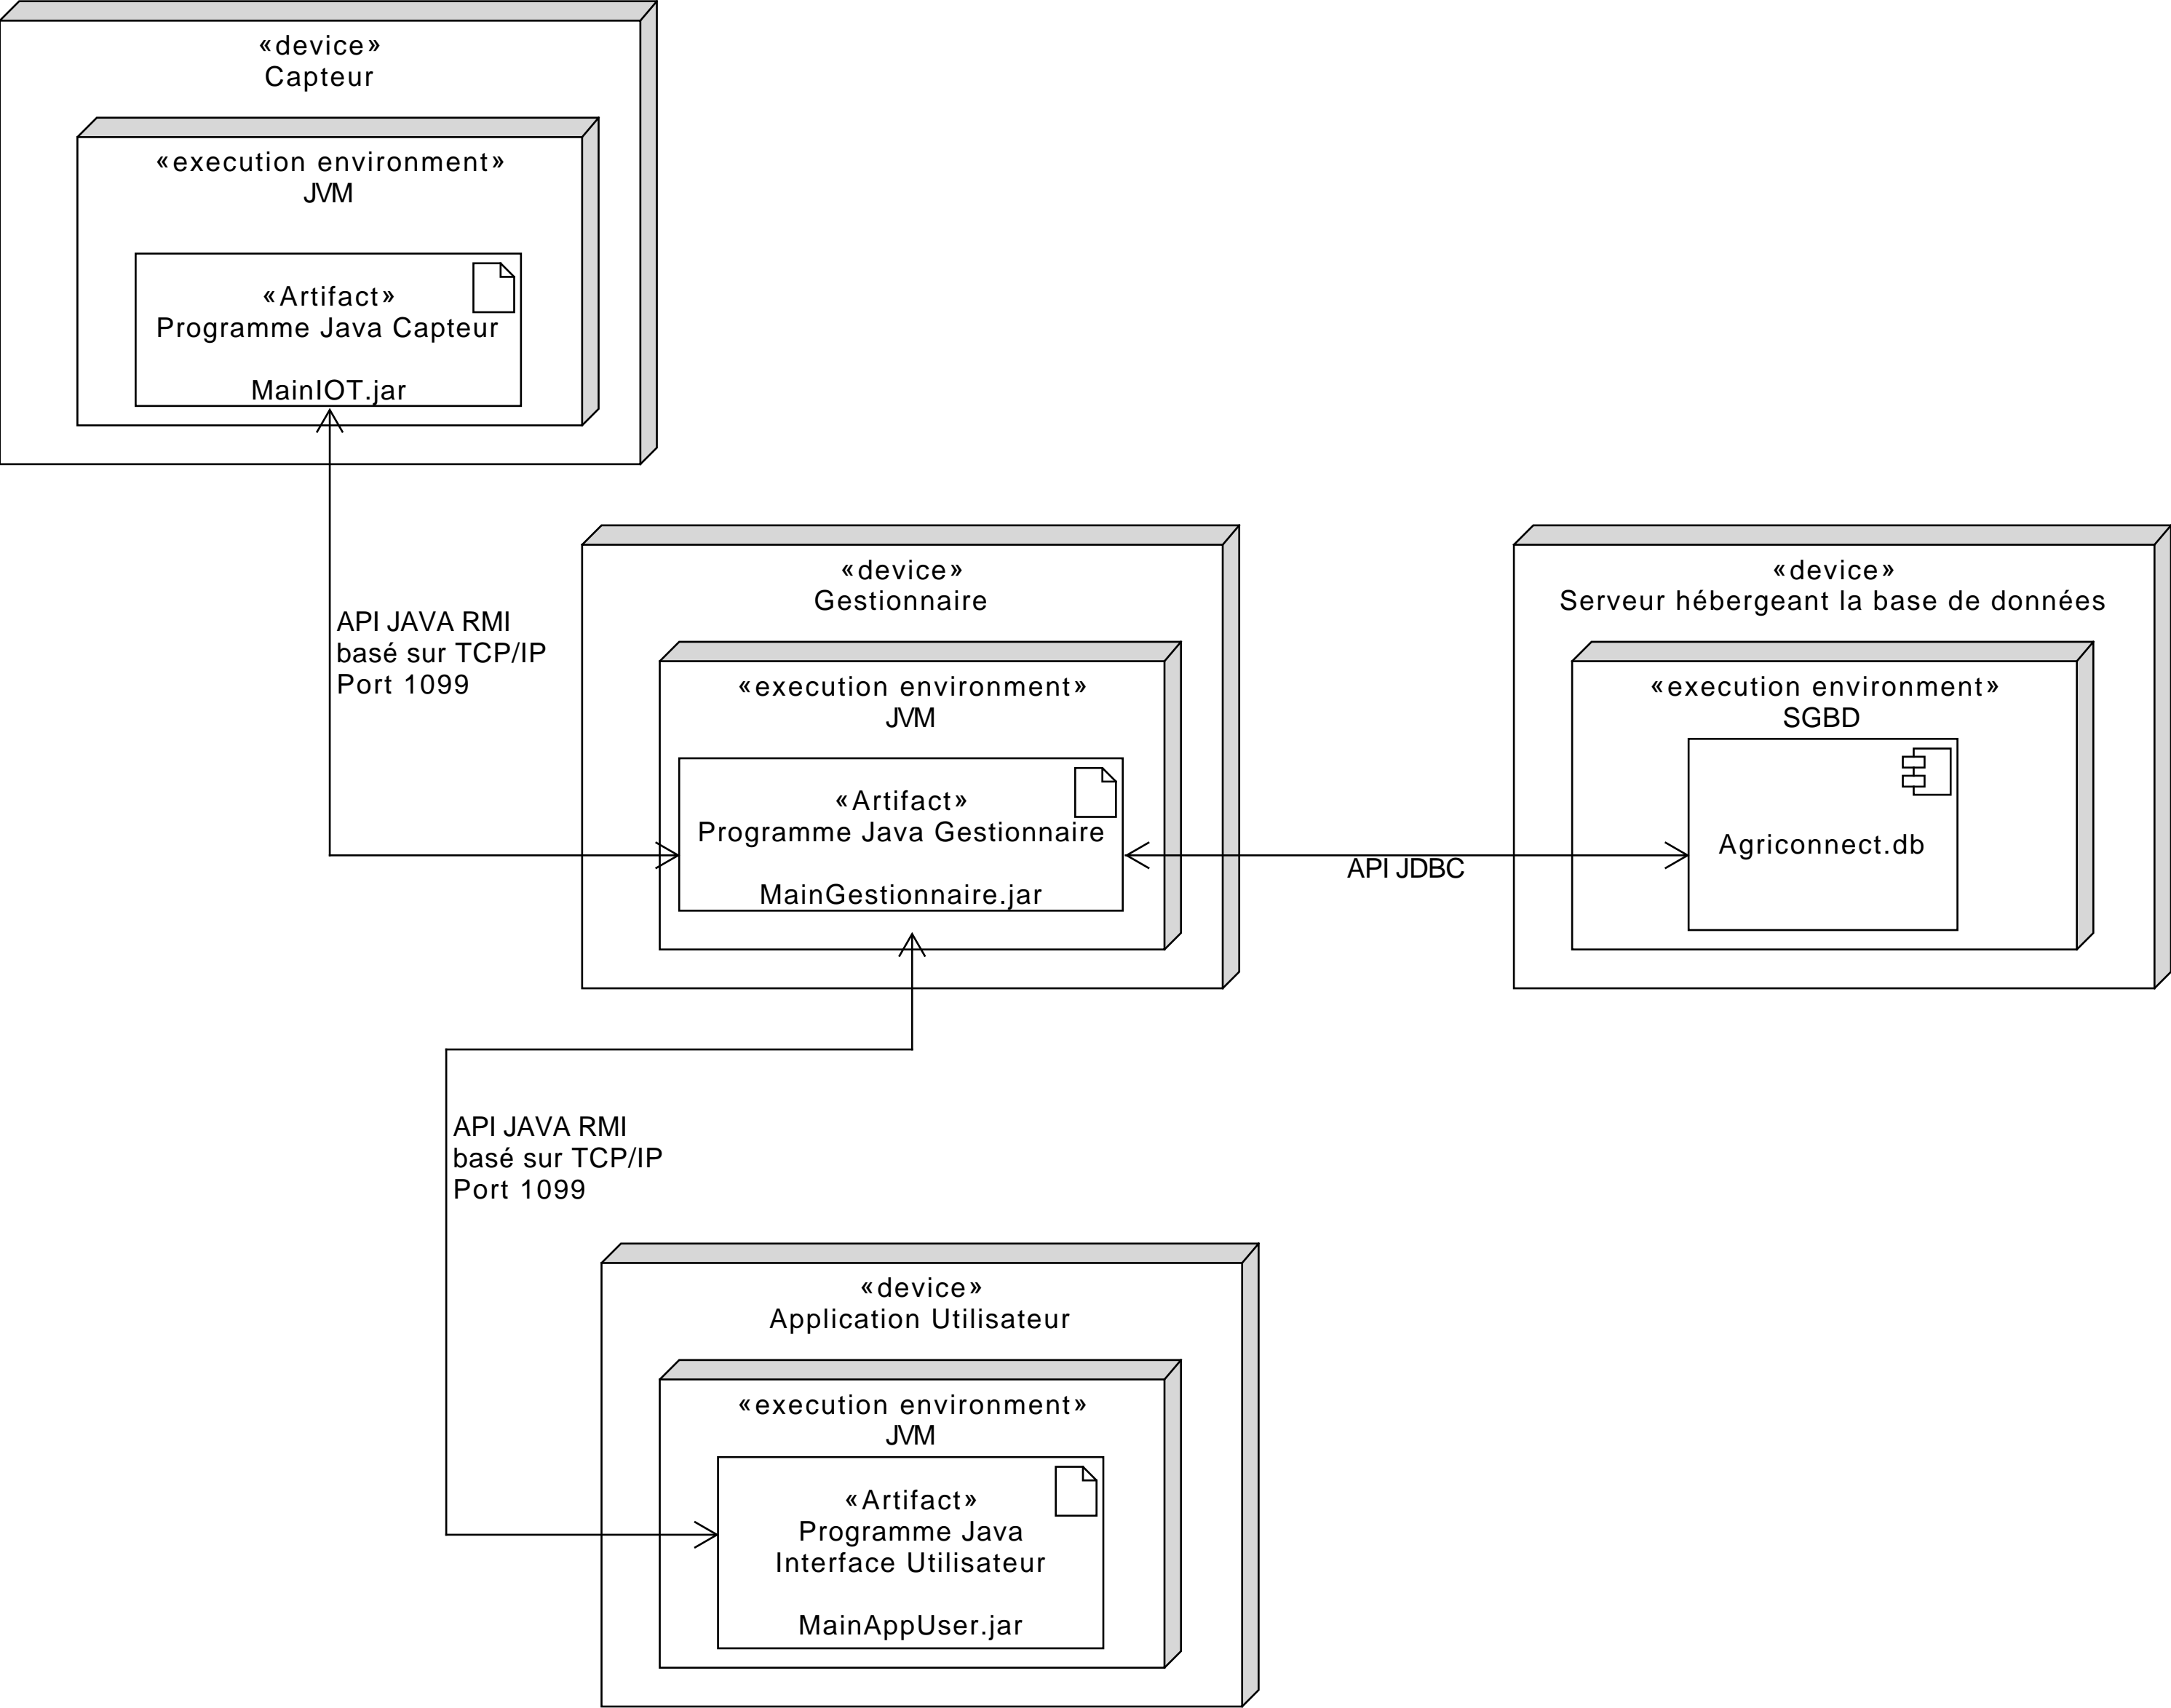 «device»
Capteur
«execution environment»
JVM
«Artifact»
Programme Java Capteur
MainIOT.jar
API JAVA RMI
basé sur TCP/IP
Port 1099
«device»
Gestionnaire
«execution environment»
JVM
«Artifact»
Programme Java Gestionnaire
MainGestionnaire.jar
API JDBC
«device»
Serveur hébergeant la base de données
«execution environment»
SGBD
Agriconnect.db
API JAVA RMI
basé sur TCP/IP
Port 1099
«device»
Application Utilisateur
«execution environment»
JVM
«Artifact»
Programme Java
Interface Utilisateur
MainAppUser.jar